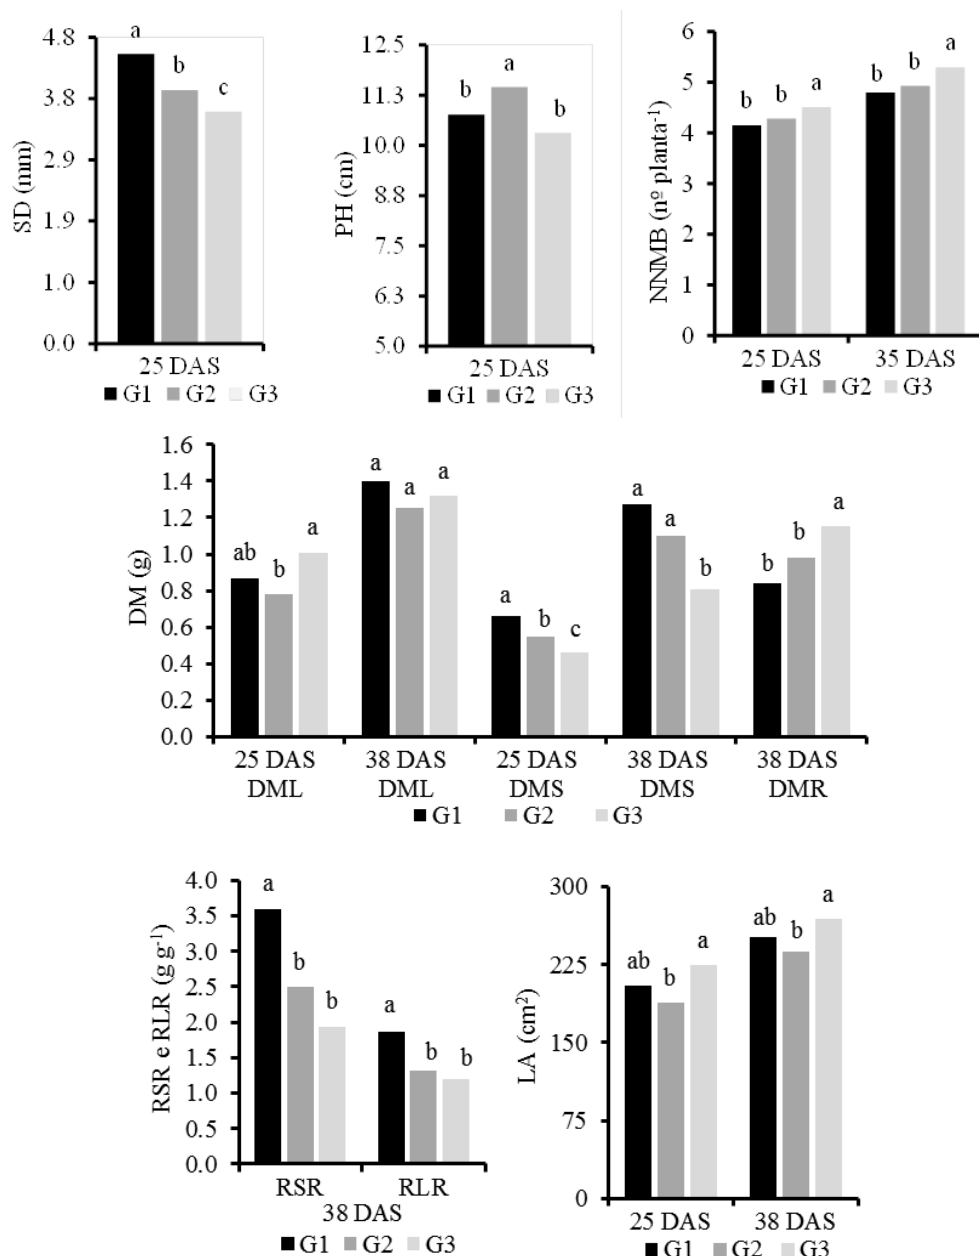 SD (mm)
4.8
3.8
2.9
1.9
1.0
0.0
a
b
c
25 DAS
G1 G2 G3
PH (cm)
12.5
11.3
10.0
8.8
7.5
6.3
5.0
b
a
b
25 DAS
G1 G2 G3
NNMB (nº planta⁻¹)
6
5
4
3
2
1
0
b b a b b a
25 DAS 35 DAS
G1 G2 G3
DM (g)
1.6
1.4
1.2
1.0
0.8
0.6
0.4
0.2
0.0
ab b a a a a a b c a a b b b a
25 DAS 38 DAS 25 DAS 38 DAS 38 DAS
DML DML DMS DMS DMR
G1 G2 G3
RSR e RLR (g g⁻¹)
4.0
3.5
3.0
2.5
2.0
1.5
1.0
0.5
0.0
a b b a b b
RSR RLR
38 DAS
G1 G2 G3
LA (cm²)
300
225
150
75
0
ab b a ab b a
25 DAS 38 DAS
G1 G2 G3